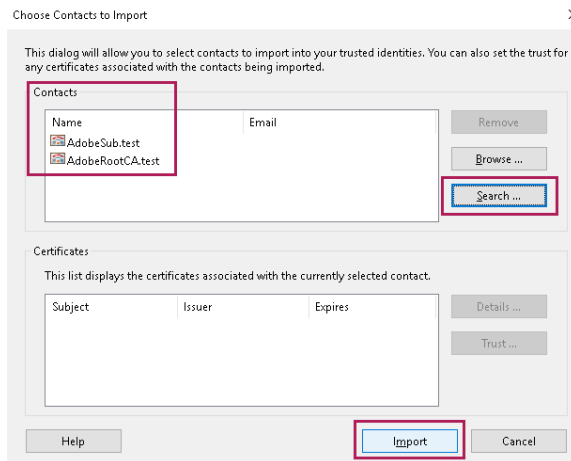 Choose Contacts to Import
This dialog will allow you to select contacts to import into your trusted identities. You can also set the trust for
any certificates associated with the contacts being imported.
Contacts
Name Email
AdobeSub.test
AdobeRootCA.test
Remove
Browse ...
Search ...
Certificates
This list displays the certificates associated with the currently selected contact.
Subject Issuer Expires
Details ...
Trust ...
Help Import Cancel